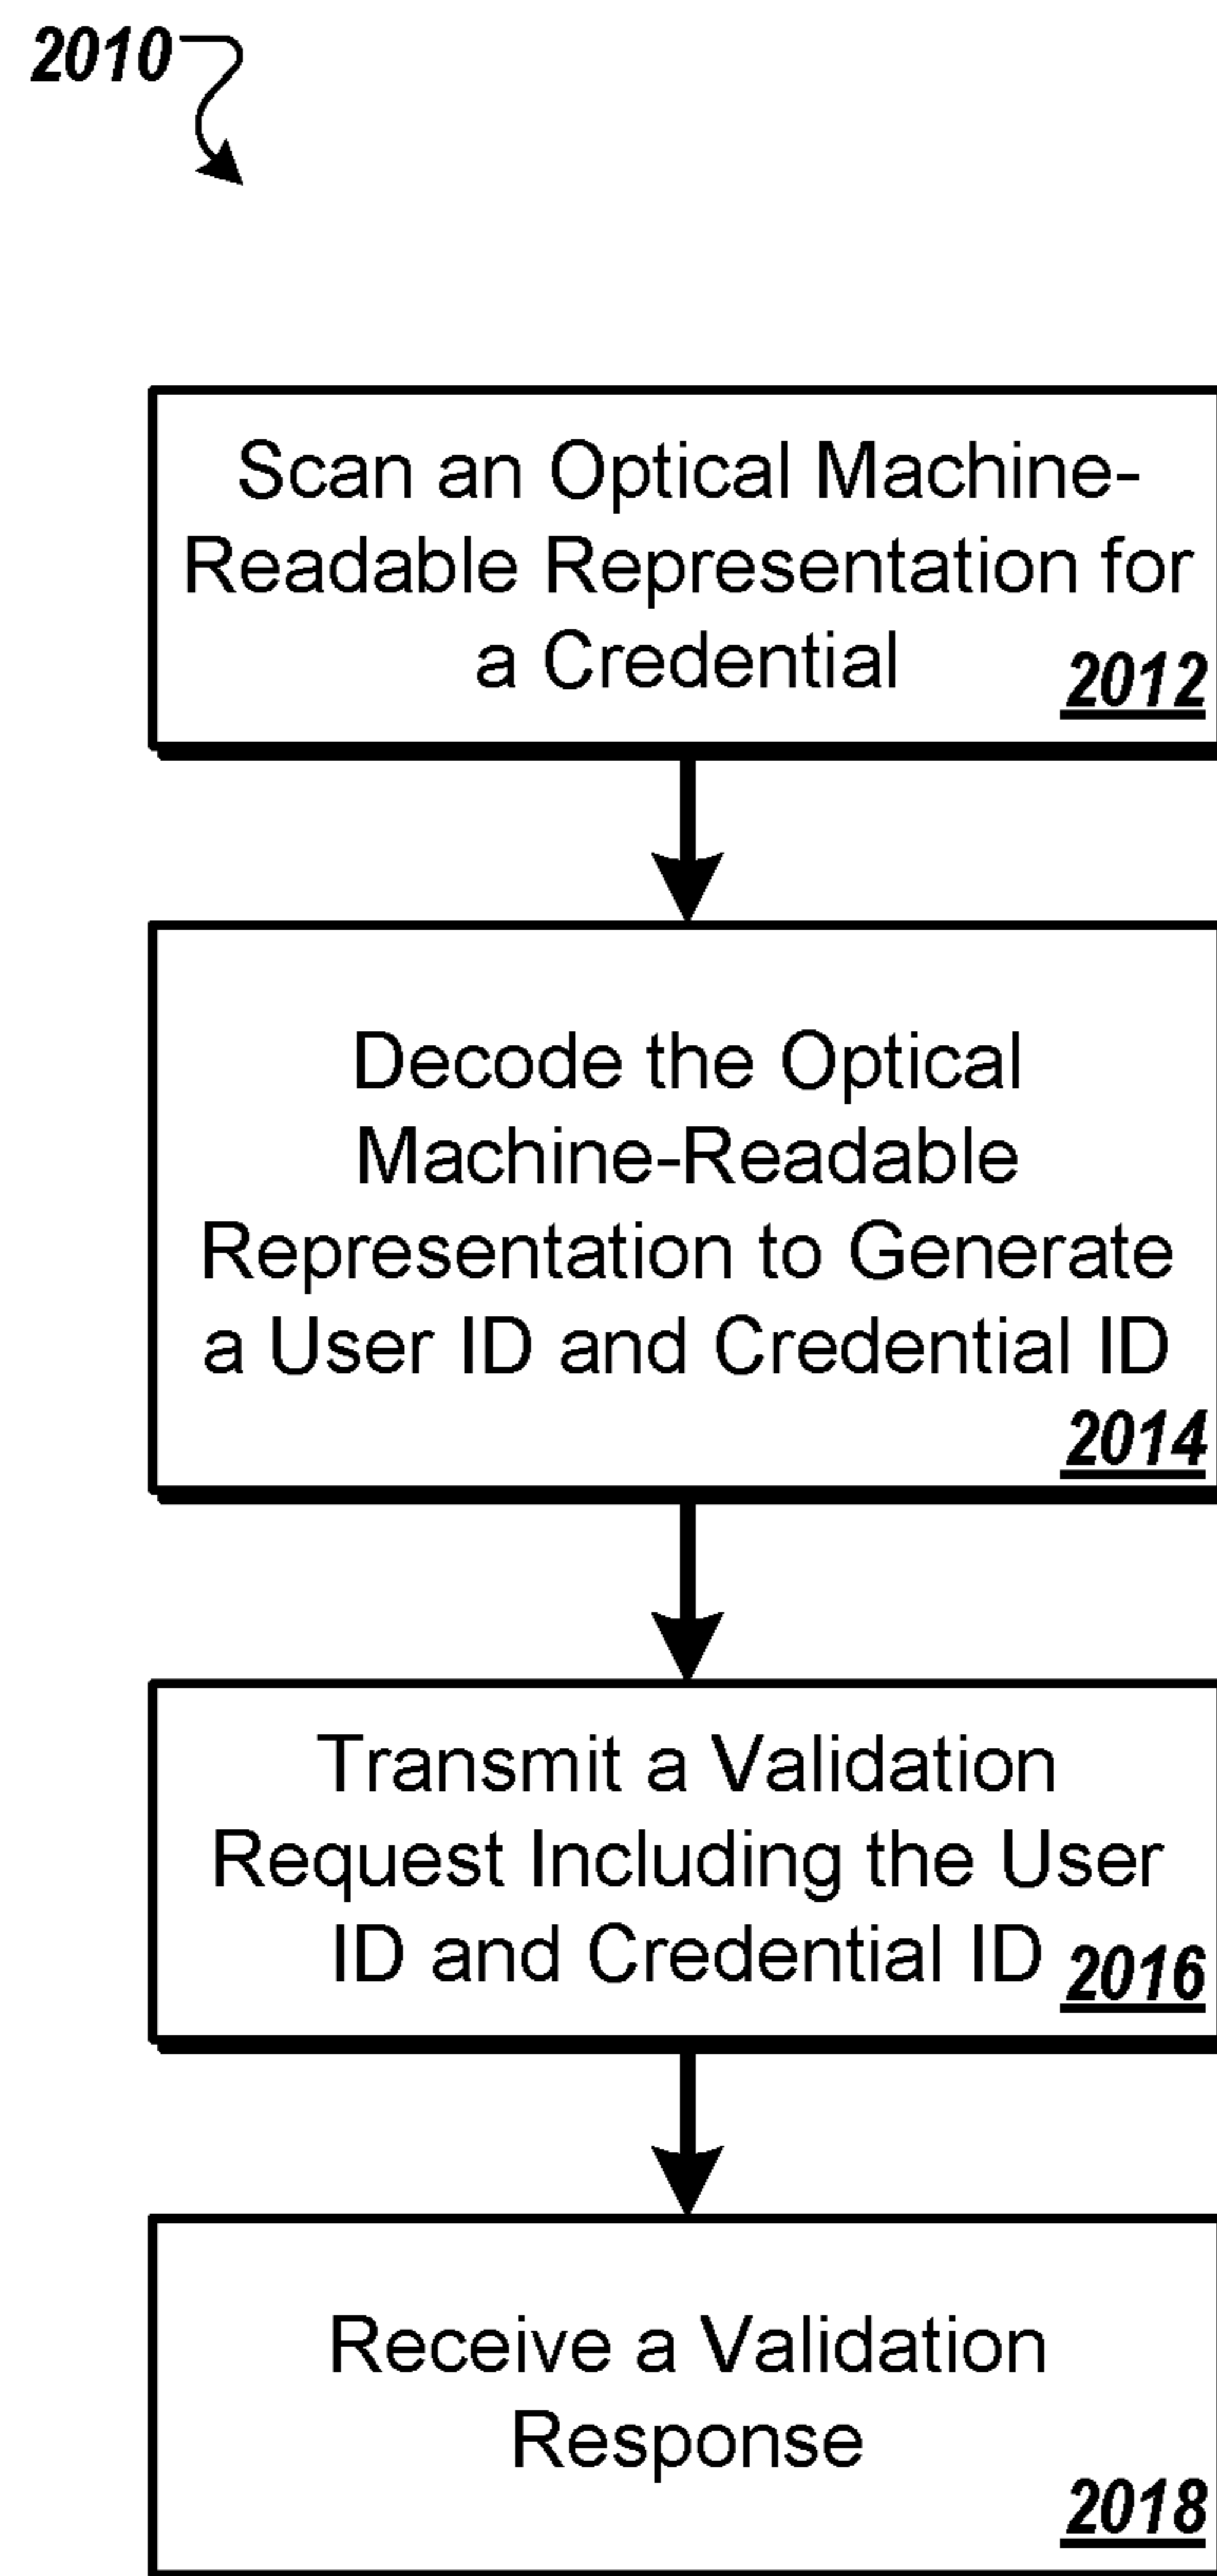 2010
Scan an Optical Machine-
Readable Representation for
a Credential
2012
Decode the Optical
Machine-Readable
Representation to Generate
a User ID and Credential ID
2014
Transmit a Validation
Request Including the User
ID and Credential ID
2016
Receive a Validation
Response
2018